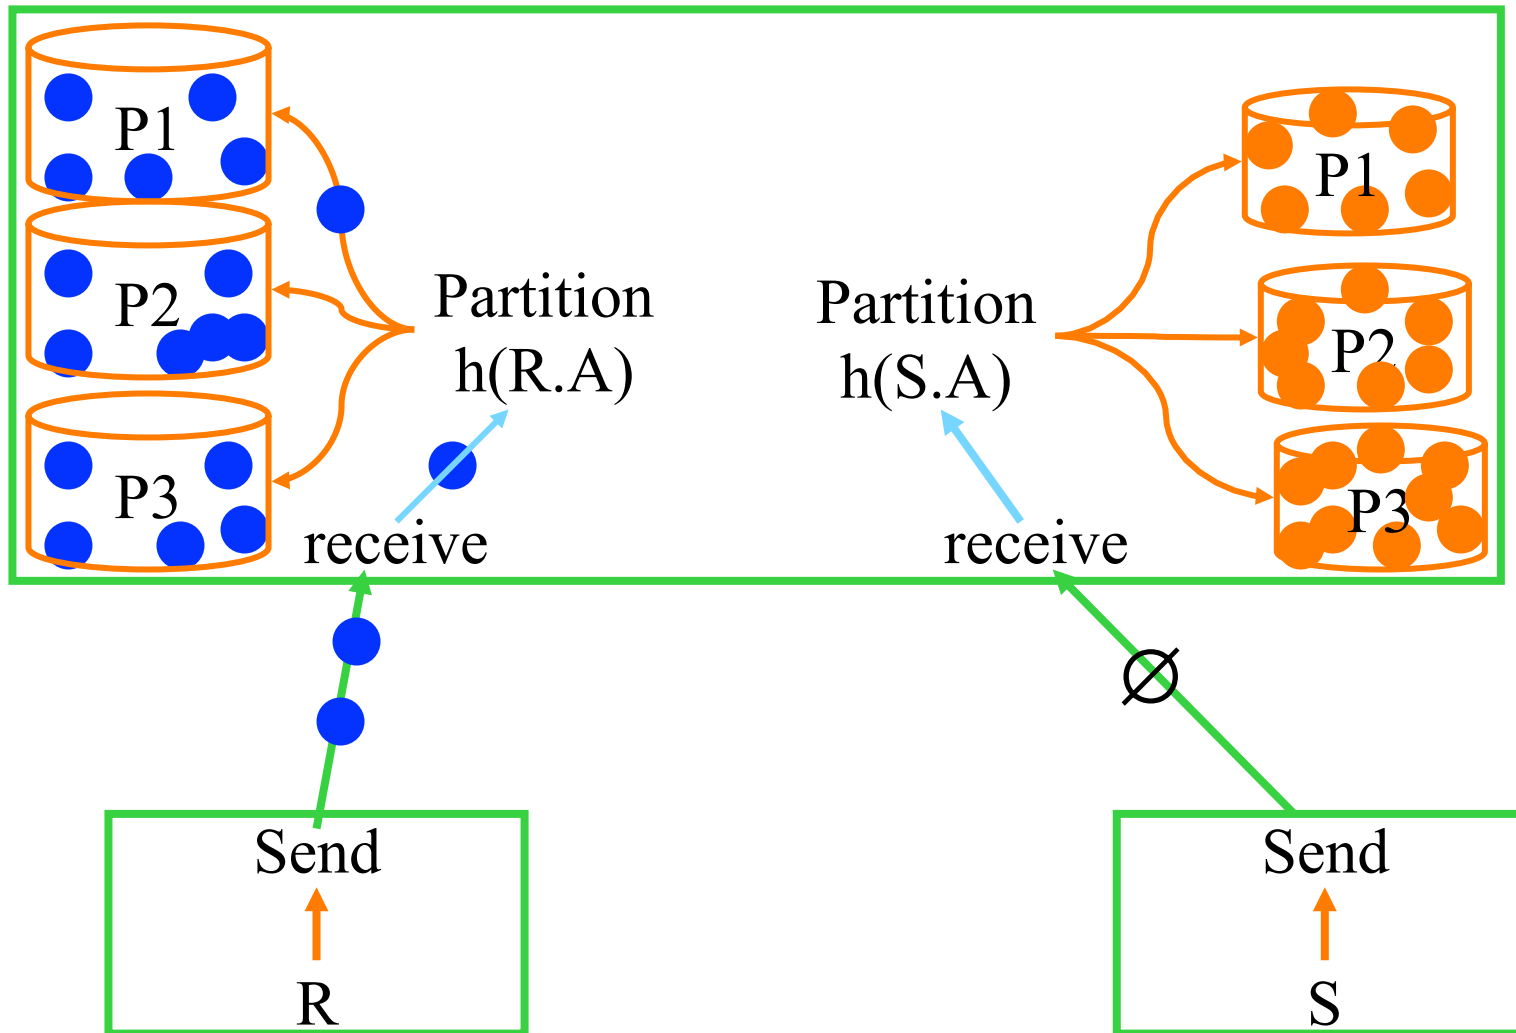 P1
P2
P3
Partition
h(R.A)
receive
Partition
h(S.A)
receive
P1
P2
P3
Send
R
Send
S